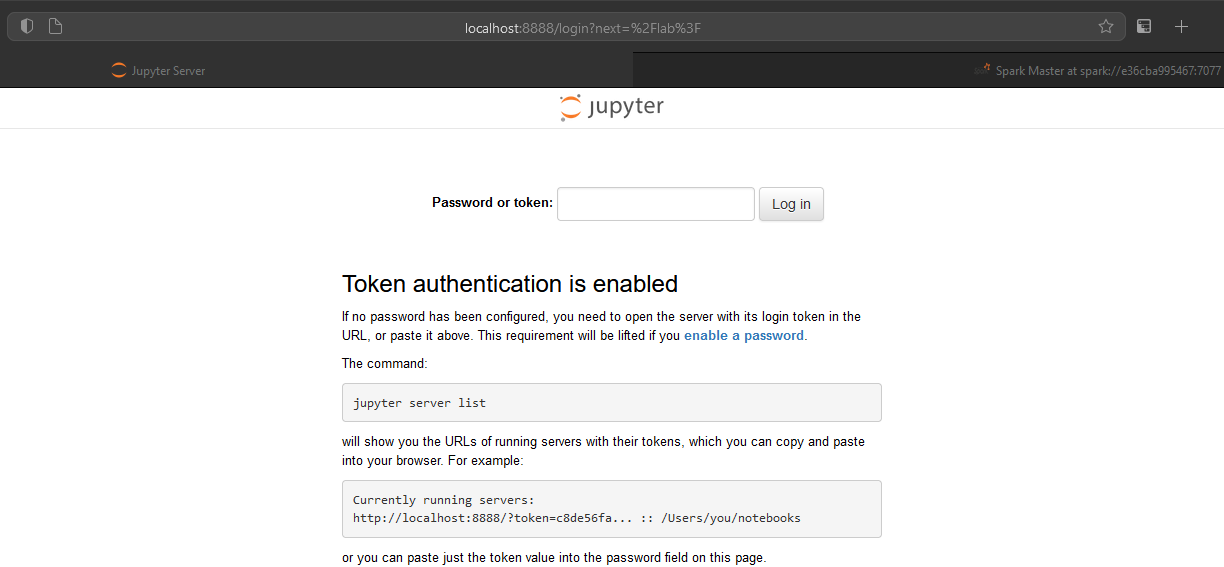 localhost:8888/login?next=%2Flab%3F
Jupyter Server
Spark Master at spark://e36cba995467:7077
jupyter
Password or token:
Log in
Token authentication is enabled
If no password has been configured, you need to open the server with its login token in the
URL, or paste it above. This requirement will be lifted if you enable a password.
The command:
jupyter server list
will show you the URLs of running servers with their tokens, which you can copy and paste
into your browser. For example:
Currently running servers:
http://localhost:8888/?token=c8de56fa... :: /Users/you/notebooks
or you can paste just the token value into the password field on this page.